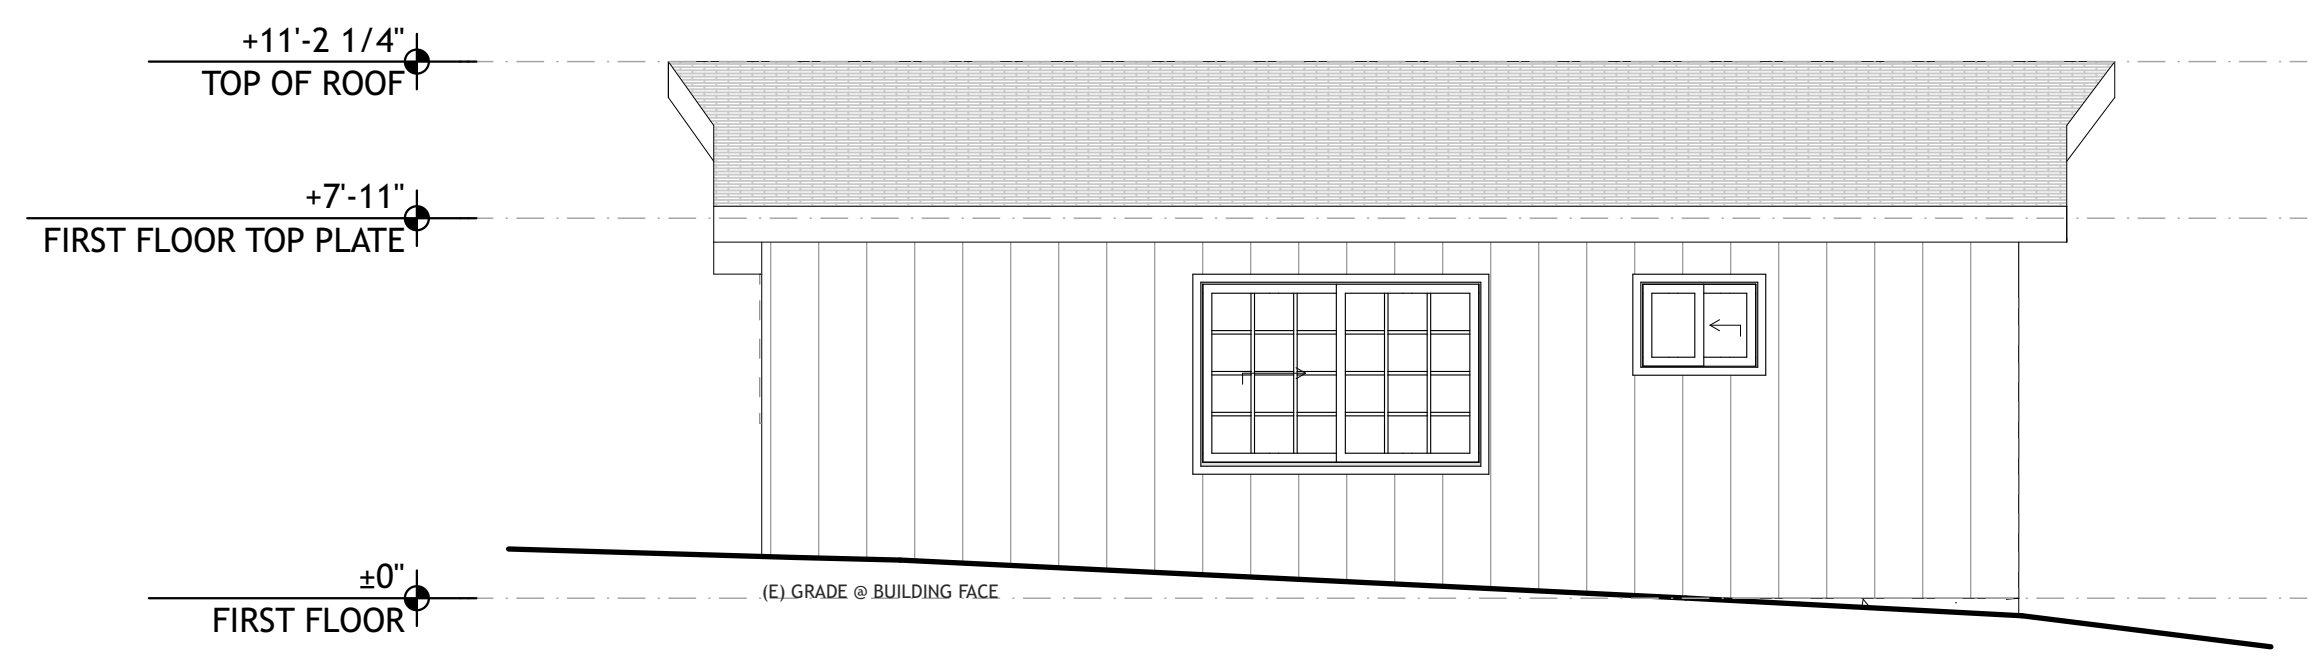 +11'-2 1/4"
TOP OF ROOF
+7'-11"
FIRST FLOOR TOP PLATE
±0"
(E) GRADE @ BUILDING FACE
FIRST FLOOR